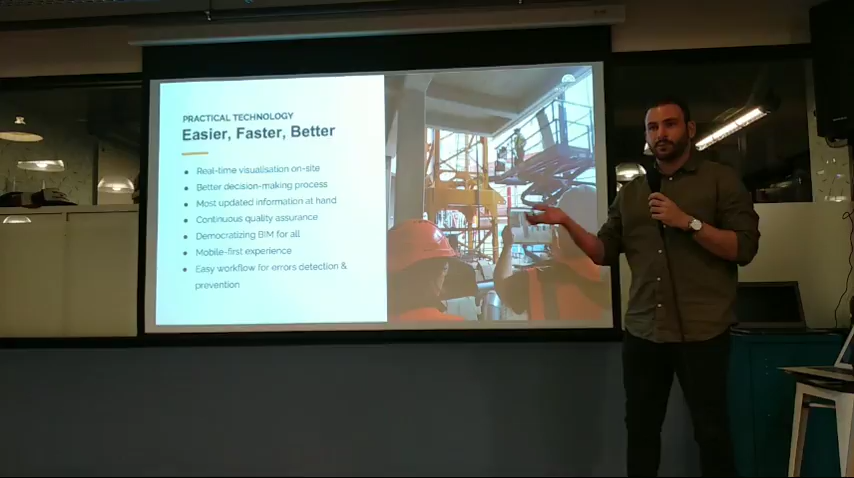 PRACTICAL TECHNOLOGY
Easier, Faster, Better
Real-time visualisation on-site
Better decision-making process
Most updated information at hand
Continuous quality assurance
Democratizing BIM for all
Mobile-first experience
Easy workflow for errors detection &
prevention